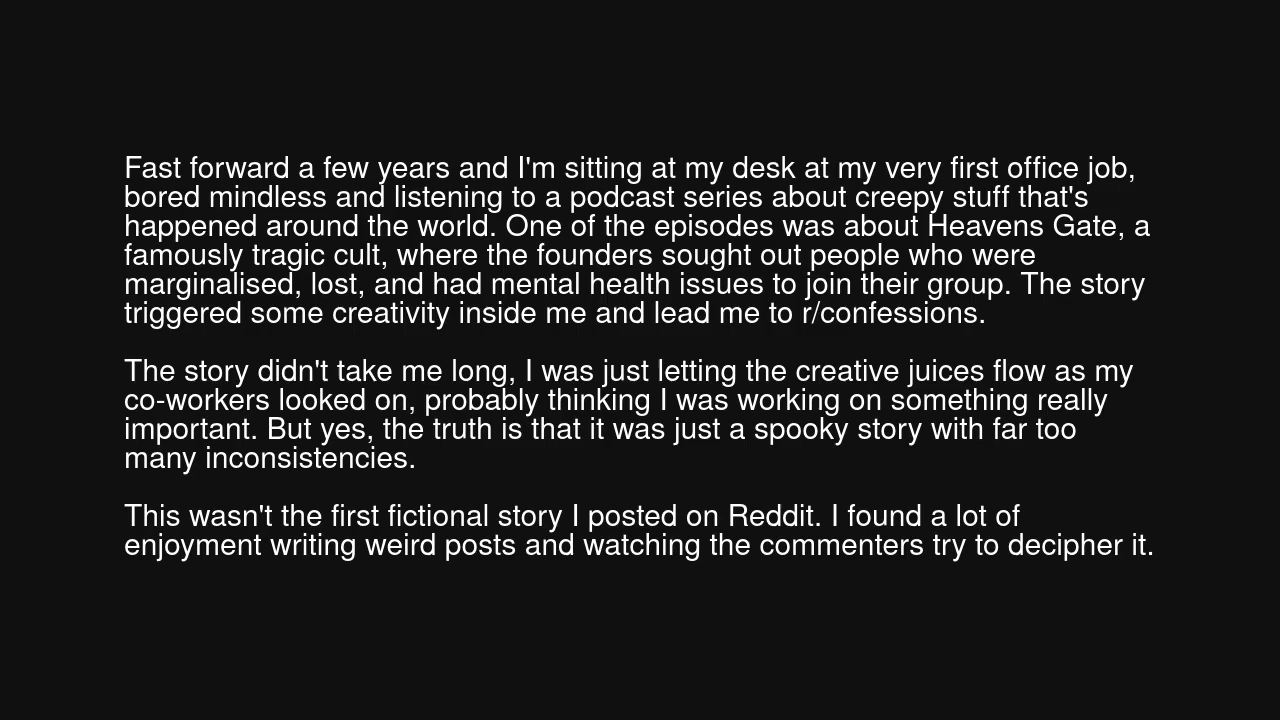 Fast forward a few years and I'm sitting at my desk at my very first office job,
bored mindless and listening to a podcast series about creepy stuff that's
happened around the world. One of the episodes was about Heavens Gate, a
famously tragic cult, where the founders sought out people who were
marginalised, lost, and had mental health issues to join their group. The story
triggered some creativity inside me and lead me to r/confessions.
The story didn't take me long, I was just letting the creative juices flow as my
co-workers looked on, probably thinking I was working on something really
important. But yes, the truth is that it was just a spooky story with far too
many inconsistencies.
This wasn't the first fictional story I posted on Reddit. I found a lot of
enjoyment writing weird posts and watching the commenters try to decipher it.